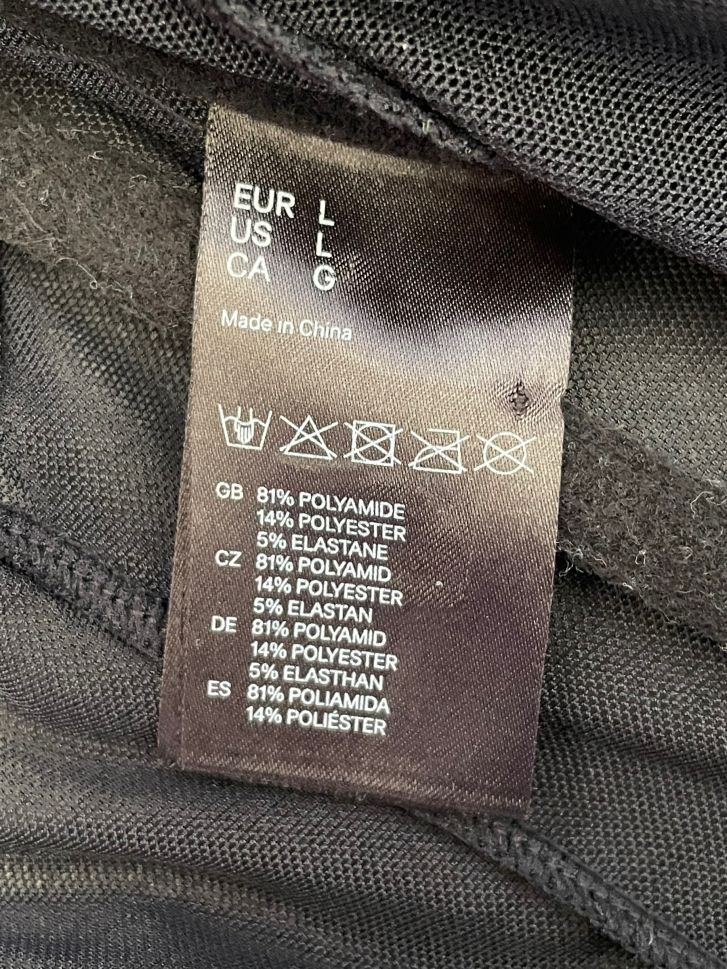 EUR L
US L
CA G
Made in China
GB 81% POLYAMIDE
14% POLYESTER
5% ELASTANE
CZ 81% POLYAMID
14% POLYESTER
5% ELASTAN
DE 81% POLYAMID
14% POLYESTER
5% ELASTHAN
ES 81% POLIAMIDA
14% POLIÉSTER